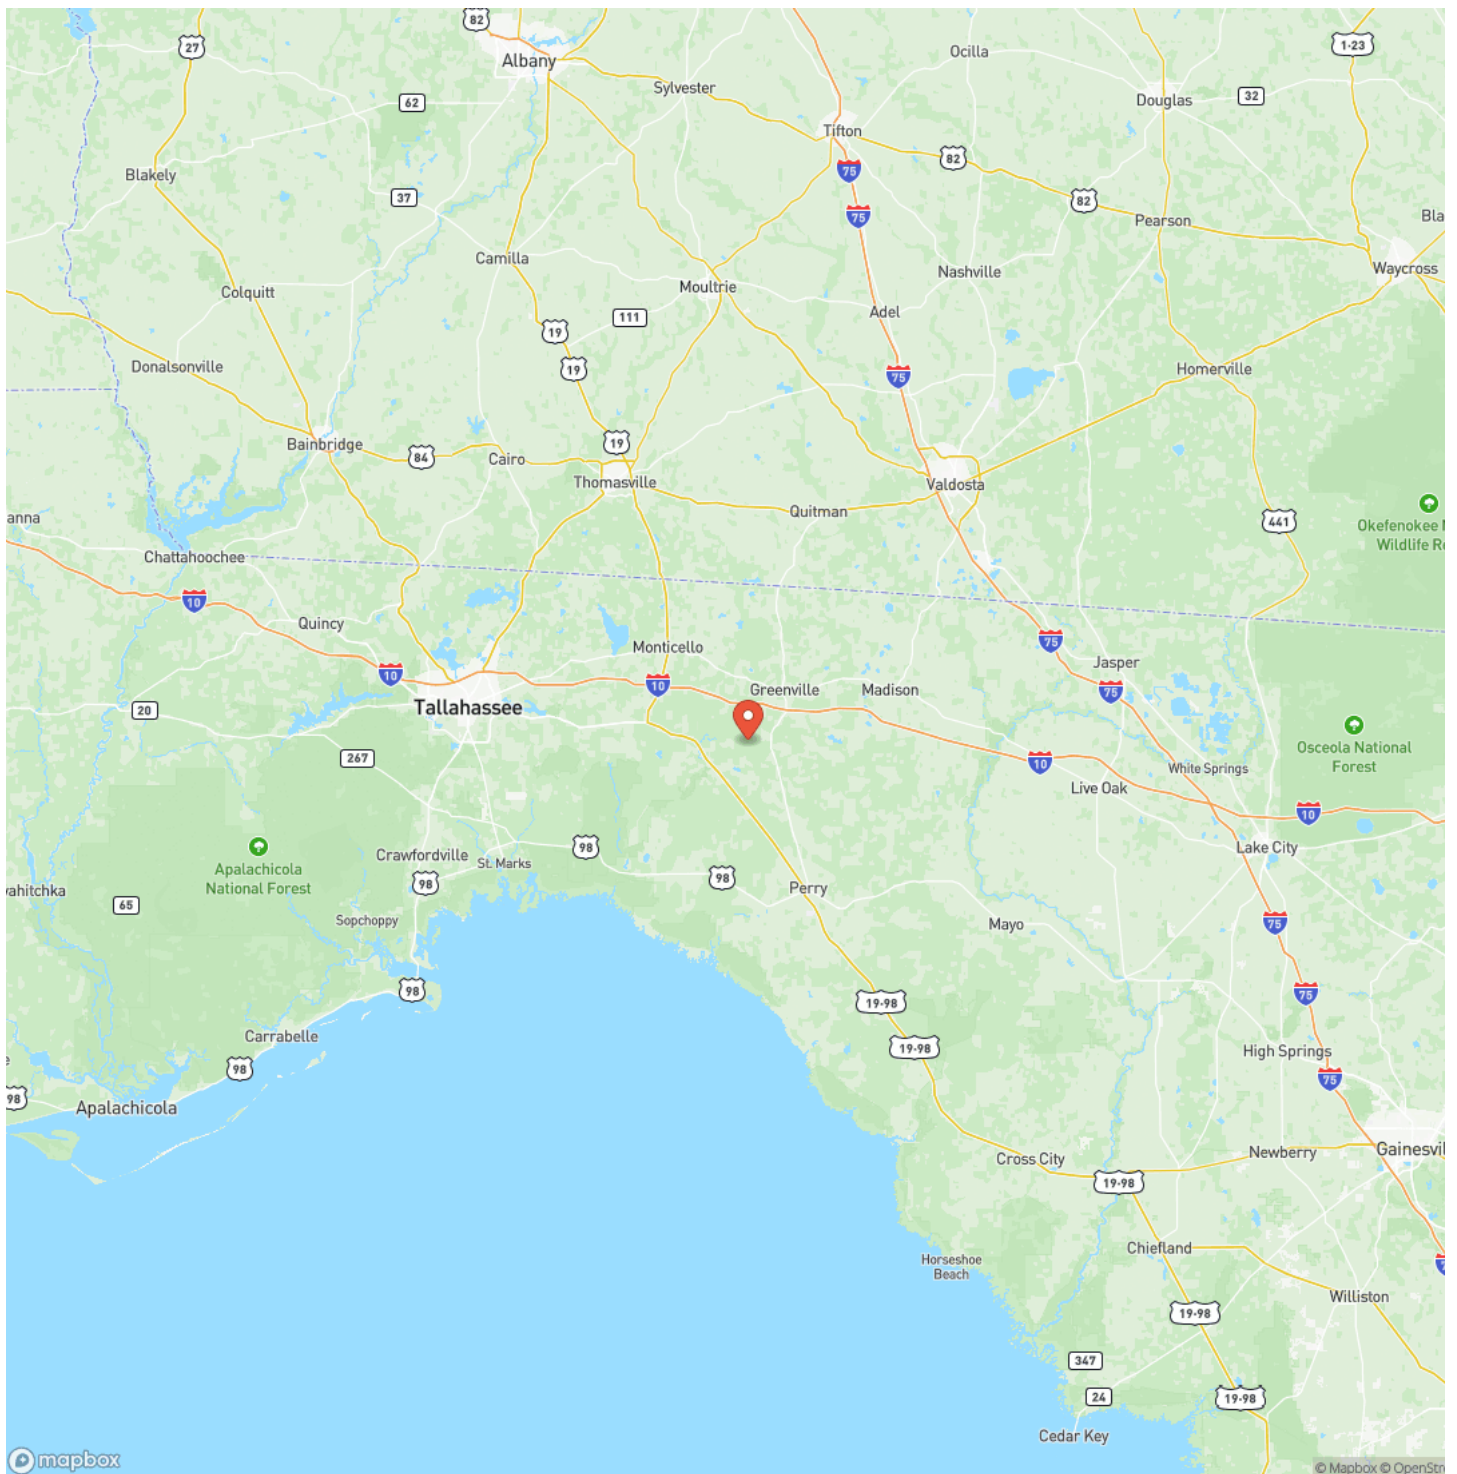 82
Albany
27
Ocilla
1-23
Sylvester
62
Douglas
32
Tifton
82
75
Blakely
37
82
75
Pearson
Bla
Camilla
Nashville
Waycross
Colquitt
Moultrie
Adel
111
19
19
Donalsonville
75
Homerville
Bainbridge
19
84
Cairo
Thomasville
Valdosta
Quitman
anna
441
Okefenokee
Wildlife Re
Chattahoochee
10
Quincy
Monticello
75
Jasper
10
10
Greenville
Madison
75
Tallahassee
20
267
Osceola National
Forest
10
White Springs
Live Oak
10
Lake City
98
Crawfordville
St. Marks
Apalachicola
National Forest
98
98
Perry
ahitchka
65
Sopchoppy
Mayo
75
98
19-98
75
Carrabelle
19-98
High Springs
98
75
98
Apalachicola
Gainesvil
Newberry
Cross City
19-98
Chiefland
Horseshoe
Beach
Williston
19-98
347
24
19-98
Cedar Key
mapbox
© Mapbox © OpenStre